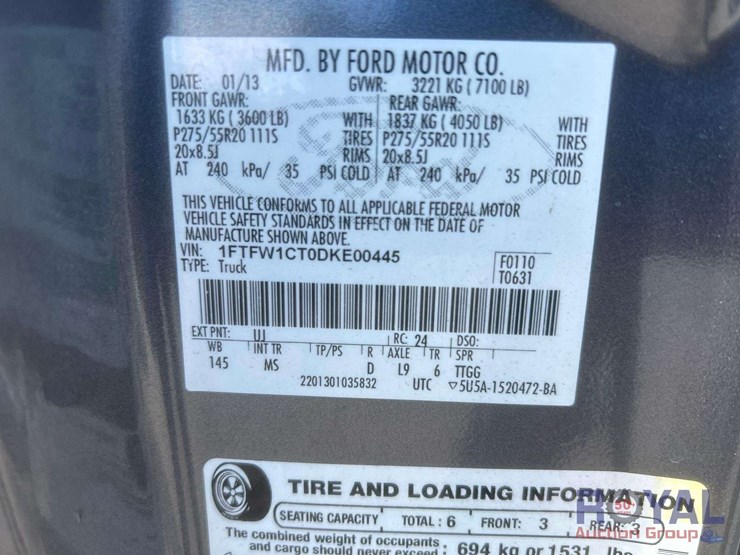 MFD. BY FORD MOTOR CO.
DATE: 01/13 GVWR: 3221 KG ( 7100 LB)
FRONT GAWR: REAR GAWR:
1633 KG ( 3600 LB) WITH 1837 KG ( 4050 LB) WITH
P275/55R20 111S TIRES P275/55R20 111S TIRES
20x8.5J RIMS 20x8.5J RIMS
AT 240 kPa/ 35 PSI COLD AT 240 kPa/ 35 PSI COLD
THIS VEHICLE CONFORMS TO ALL APPLICABLE FEDERAL MOTOR
VEHICLE SAFETY STANDARDS IN EFFECT ON THE DATE OF
MANUFACTURE SHOWN ABOVE.
VIN: 1FTFW1CT0DKE00445 F0110
TYPE: Truck T0631
EXT PNT: UJ RC: 24 DSO:
WB INT TR TP/PS R AXLE TR SPR
145 MS D L9 6 TTGG
2201301035832 UTC ▽5U5A-1520472-BA
TIRE AND LOADING INFORMATION
SEATING CAPACITY TOTAL : 6 FRONT: 3 REAR: 3
The combined weight of occupants
and cargo should never exceed 694 kg or 1531 lbs
ROYAL
Auction Group